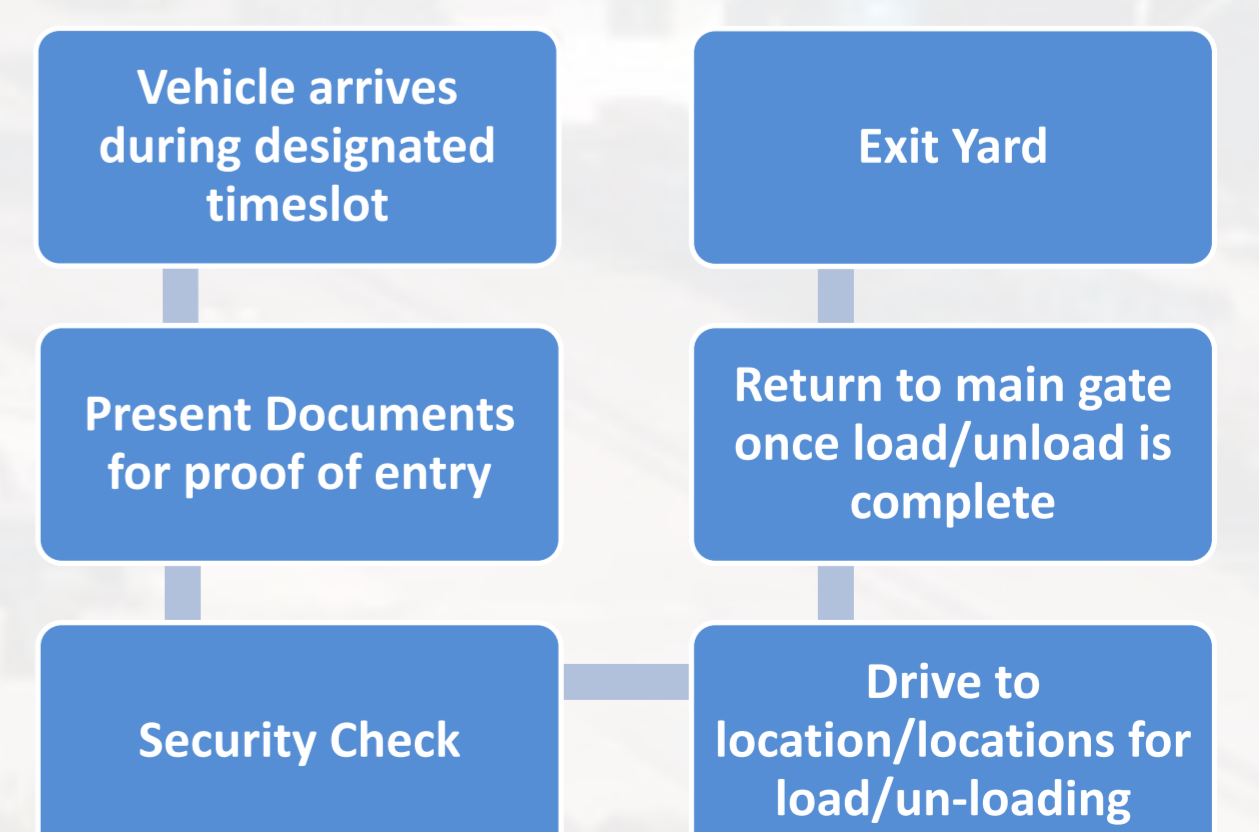 Vehicle arrives
during designated
timeslot
Present Documents
for proof of entry
Security Check
Drive to
location/locations for
load/un-loading
Return to main gate
once load/unload is
complete
Exit Yard